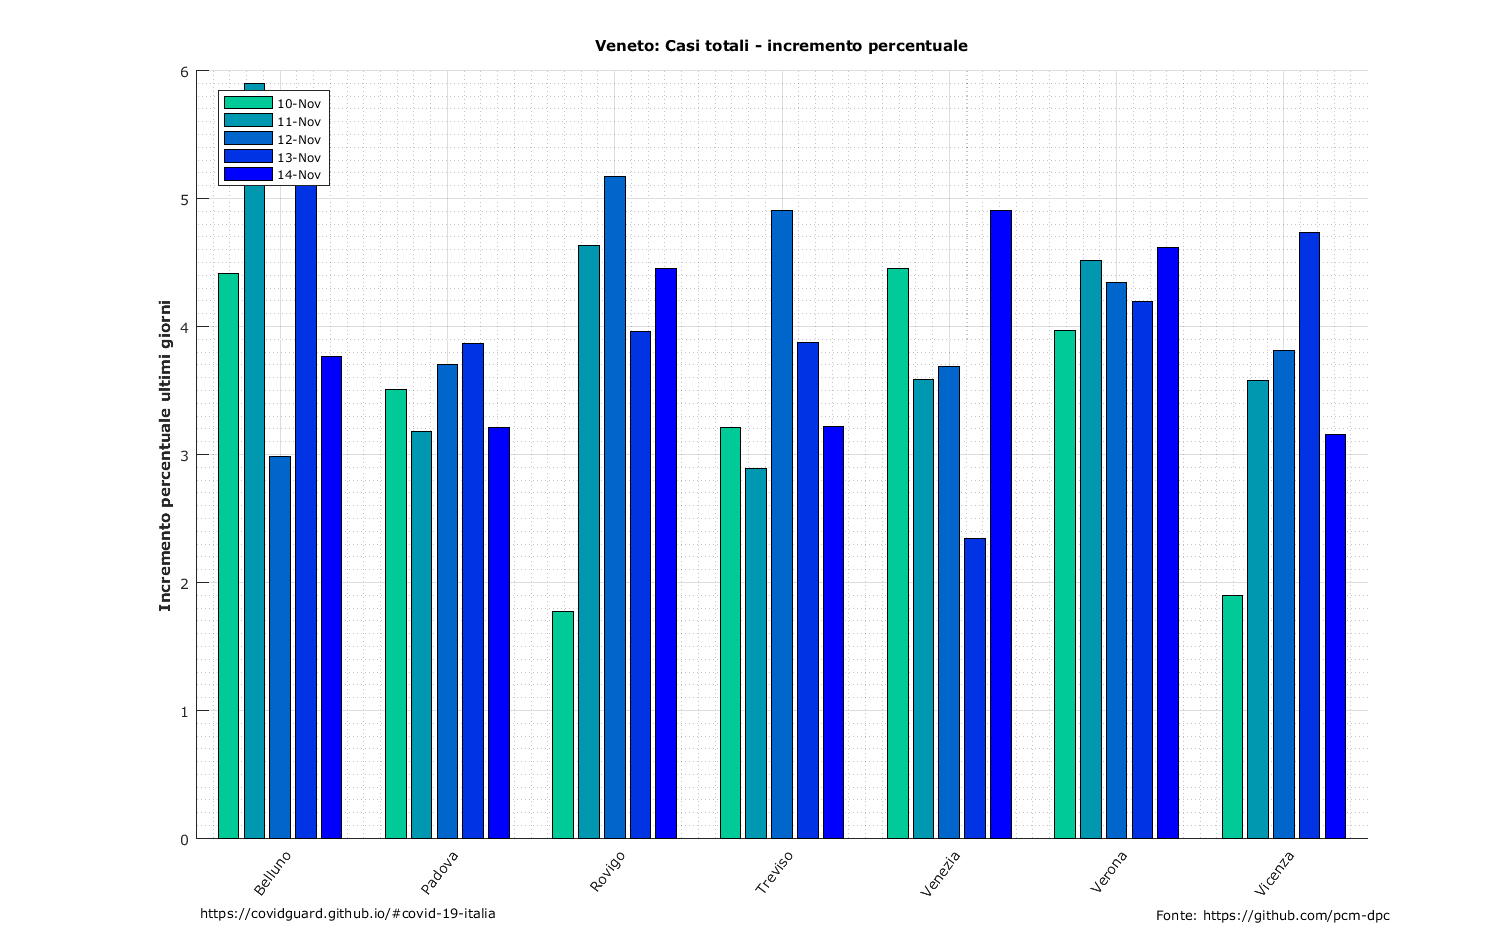 Veneto: Casi totali - incremento percentuale
Incremento percentuale ultimi giorni
6
5
4
3
2
1
0
10-Nov
11-Nov
12-Nov
13-Nov
14-Nov
Belluno
Padova
Rovigo
Treviso
Venezia
Verona
Vicenza
https://covidguard.github.io/#covid-19-italia
Fonte: https://github.com/pcm-dpc